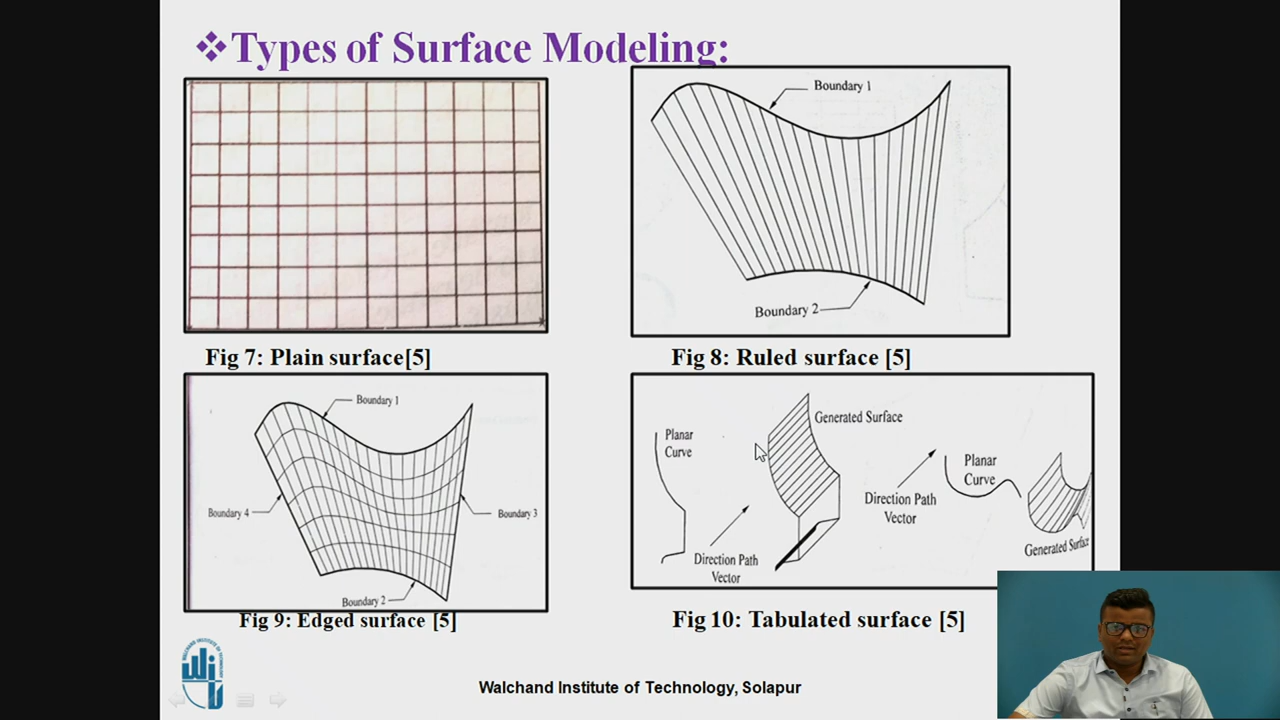 ❖Types of Surface Modeling:
Boundary 1
Boundary 2
Fig 7: Plain surface[5]
Fig 8: Ruled surface [5]
Boundary 1
Boundary 4
Boundary 3
Boundary 2
Planar
Curve
Generated Surface
Direction Path
Vector
Direction Path
Vector
Planar
Curve
Generated Surface
Fig 9: Edged surface [5]
Fig 10: Tabulated surface [5]
Walchand Institute of Technology, Solapur